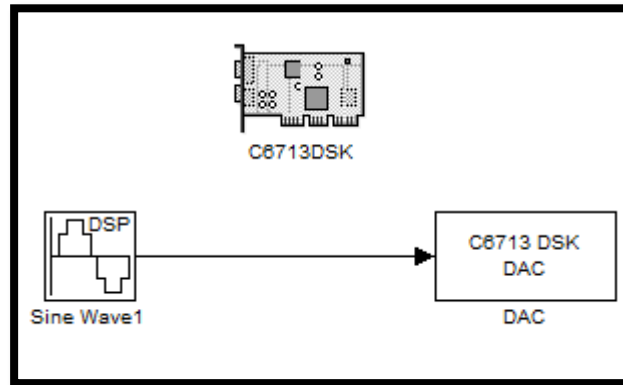 C6713DSK
DSP
Sine Wave1
C6713 DSK
DAC
DAC